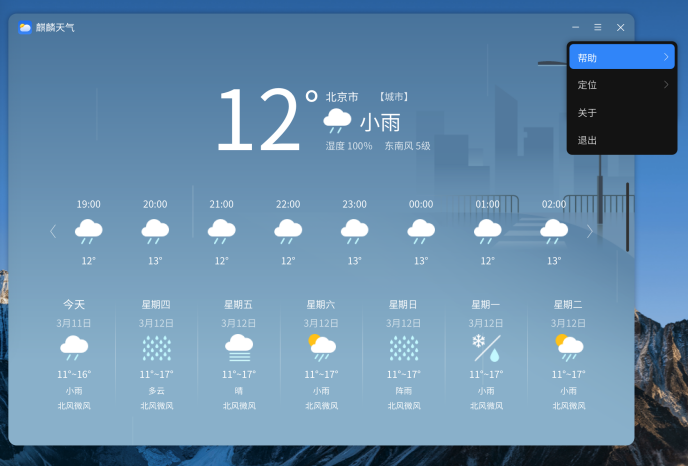 麒麟天气
帮助
定位
关于
退出
12°
北京市 【城市】
小雨
湿度 100% 东南风 5级
19:00 20:00 21:00 22:00 23:00 00:00 01:00 02:00
12° 13° 12° 12° 13° 13° 12° 13°
今天 星期四 星期五 星期六 星期日 星期一 星期二
3月11日 3月12日 3月12日 3月12日 3月12日 3月12日 3月12日
11°~16° 11°~17° 11°~17° 11°~17° 11°~17° 11°~17° 11°~17°
小雨 多云 晴 小雨 阵雨 小雨 小雨
北风微风 北风微风 北风微风 北风微风 北风微风 北风微风 北风微风